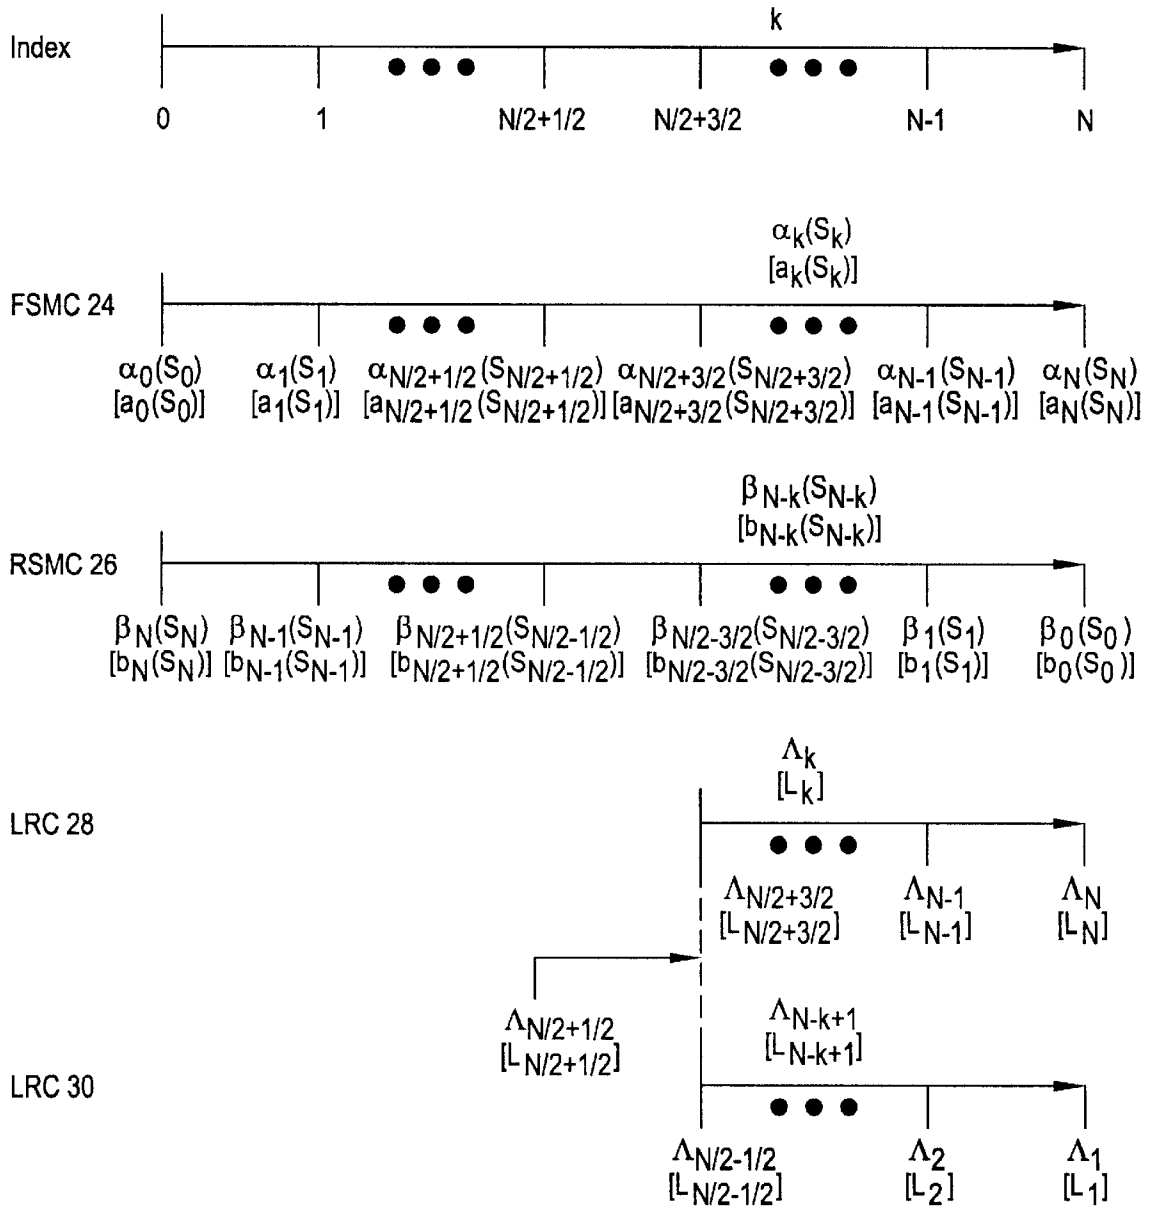 k
Index
0 1 N/2+1/2 N/2+3/2 N-1 N
αk(Sk)
[ak(Sk)]
FSMC 24
α0(S0) α1(S1) αN/2+1/2(SN/2+1/2) αN/2+3/2(SN/2+3/2) αN-1(SN-1) αN(SN)
[a0(S0)] [a1(S1)] [aN/2+1/2(SN/2+1/2)] [aN/2+3/2(SN/2+3/2)] [aN-1(SN-1)] [aN(SN)]
βN-k(SN-k)
[bN-k(SN-k)]
RSMC 26
βN(SN) βN-1(SN-1) βN/2+1/2(SN/2-1/2) βN/2-3/2(SN/2-3/2) β1(S1) β0(S0)
[bN(SN)] [bN-1(SN-1)] [bN/2+1/2(SN/2-1/2)] [bN/2-3/2(SN/2-3/2)] [b1(S1)] [b0(S0)]
Λk
[Lk]
LRC 28
ΛN/2+3/2 ΛN-1 ΛN
[LN/2+3/2] [LN-1] [LN]
ΛN/2+1/2
[LN/2+1/2]
ΛN-k+1
[LN-k+1]
LRC 30
ΛN/2-1/2 Λ2 Λ1
[LN/2-1/2] [L2] [L1]